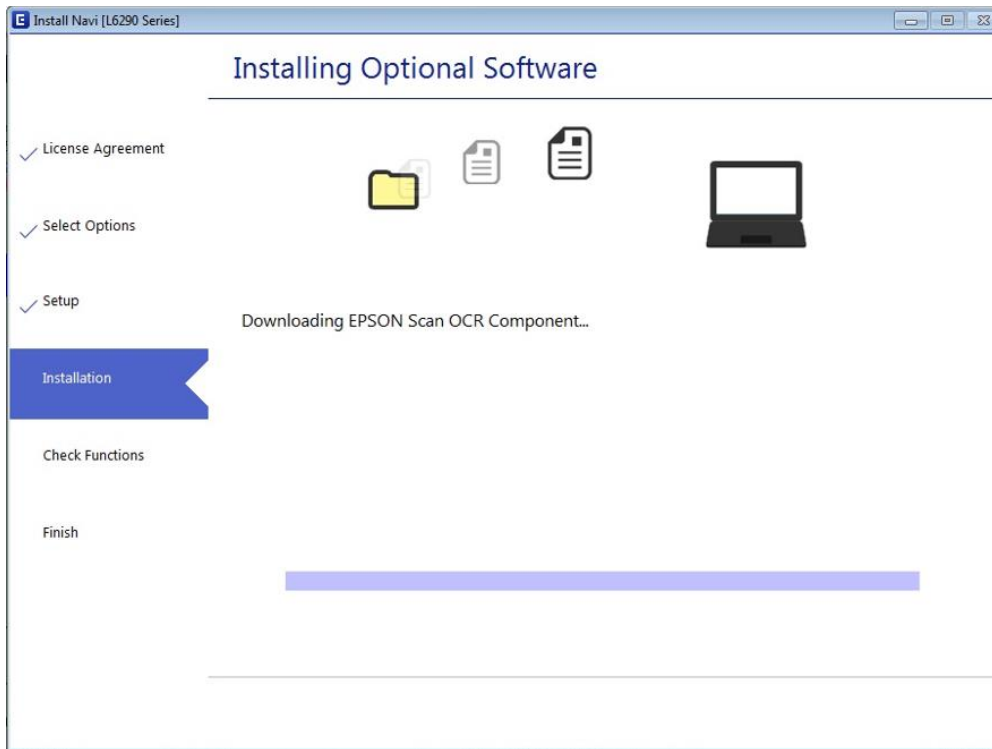 E Install Navi [L6290 Series]
Installing Optional Software
License Agreement
Select Options
Setup
Downloading EPSON Scan OCR Component...
Installation
Check Functions
Finish